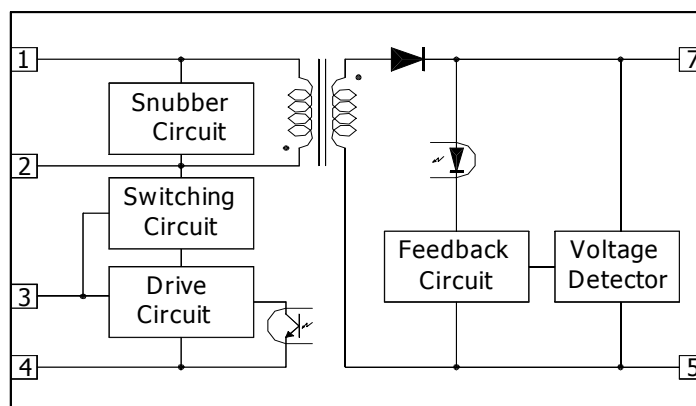 1
7
Snubber
Circuit
2
Switching
Circuit
Feedback
Circuit
Voltage
Detector
3
Drive
Circuit
4
5